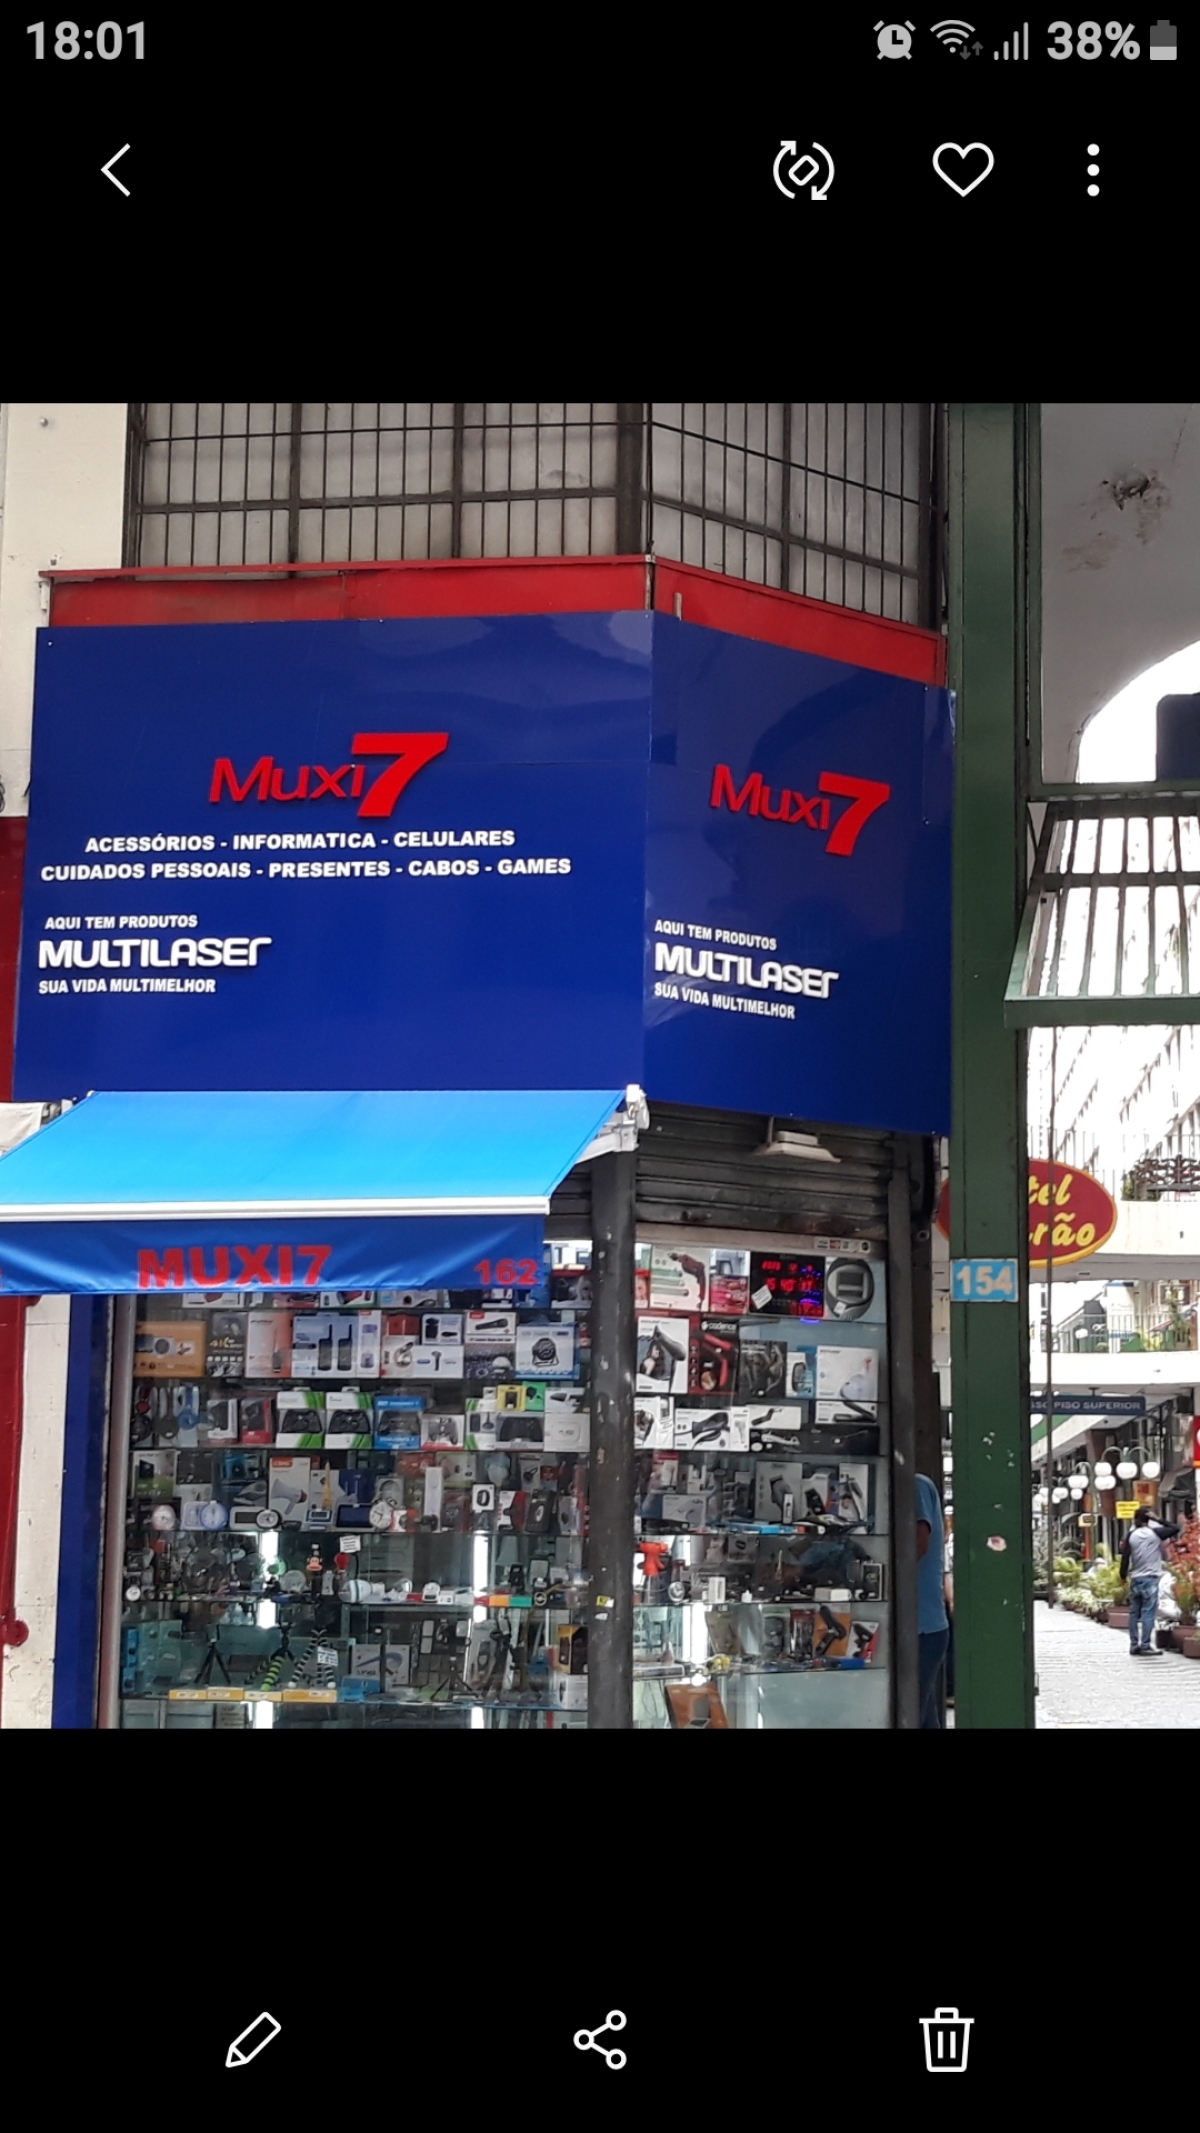 18:01
38%
Muxi7
ACESSÓRIOS - INFORMATICA - CELULARES
CUIDADOS PESSOAIS - PRESENTES - CABOS - GAMES
AQUI TEM PRODUTOS
MULTILASER
SUA VIDA MULTIMELHOR
Muxi7
AQUI TEM PRODUTOS
MULTILASER
SUA VIDA MULTIMELHOR
MUXI7
162
154
PISO SUPERIOR
cadence